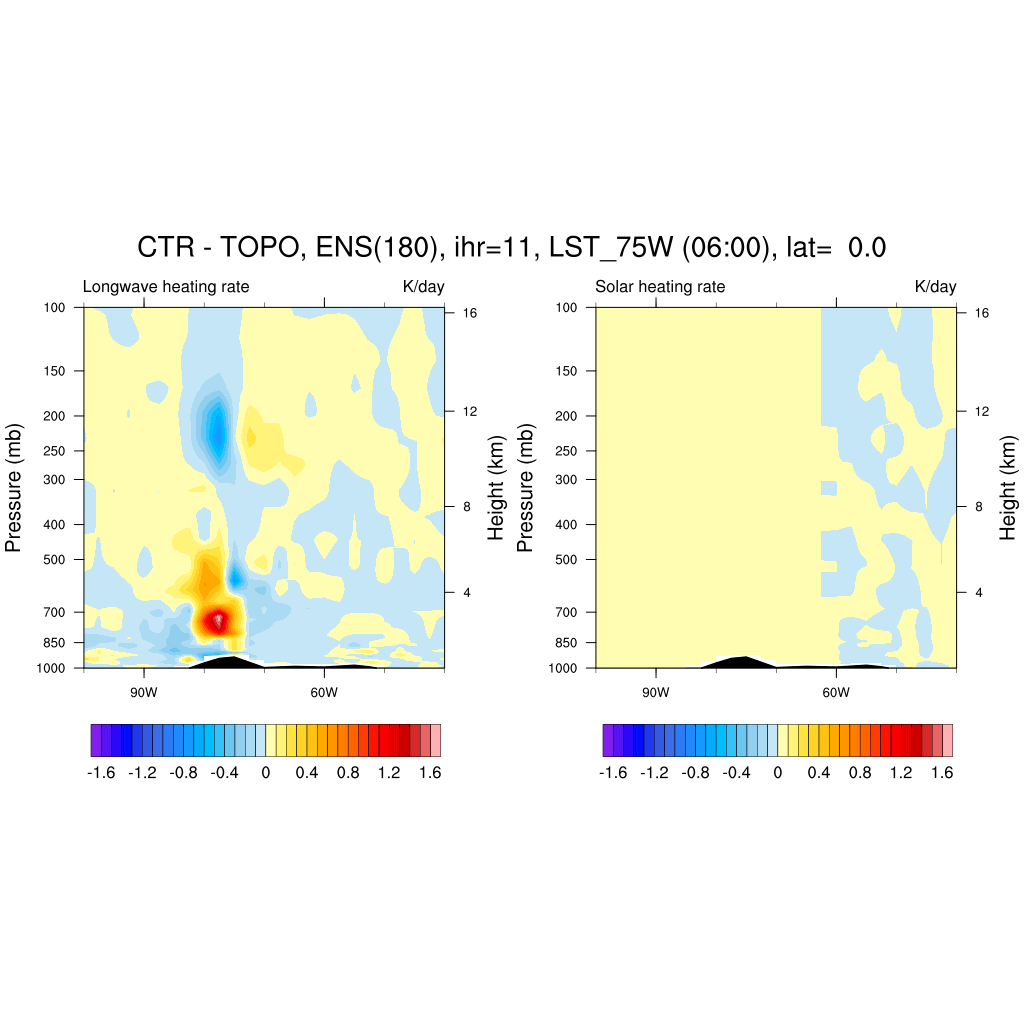 CTR - TOPO, ENS(180), ihr=11, LST_75W (06:00), lat=  0.0
Longwave heating rate K/day
100
150
200
250
300
400
500
700
850
1000
Pressure (mb)
16
12
8
4
Height (km)
90W 60W
-1.6 -1.2 -0.8 -0.4 0 0.4 0.8 1.2 1.6
Solar heating rate K/day
100
150
200
250
300
400
500
700
850
1000
Pressure (mb)
16
12
8
4
Height (km)
90W 60W
-1.6 -1.2 -0.8 -0.4 0 0.4 0.8 1.2 1.6